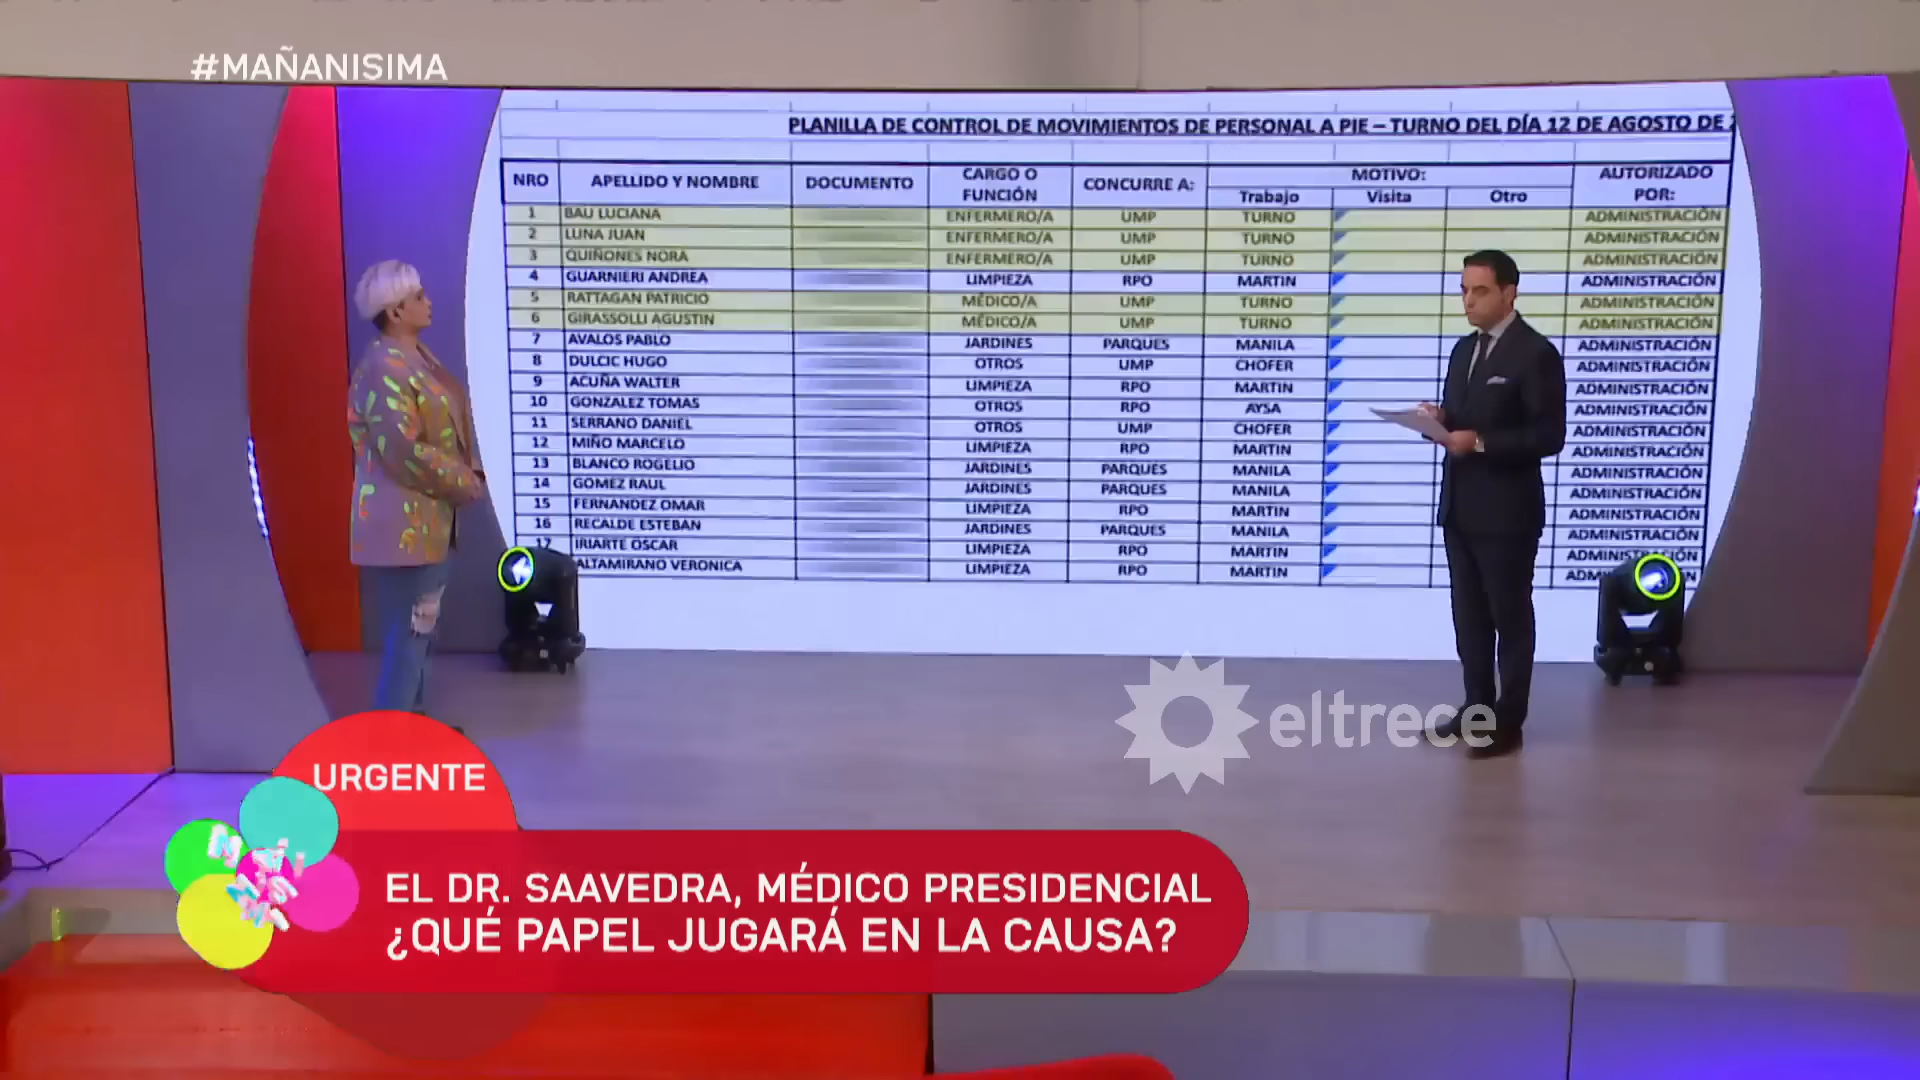 #MAÑANISIMA
PLANILLA DE CONTROL DE MOVIMIENTOS DE PERSONAL A PIE – TURNO DEL DÍA 12 DE AGOSTO DE
NRO APELLIDO Y NOMBRE DOCUMENTO CARGO O FUNCIÓN CONCURRE A: MOTIVO: AUTORIZADO POR:
Trabajo Visita Otro
1 BAU LUCIANA ENFERMERO/A UMP TURNO ADMINISTRACIÓN
2 LUNA JUAN ENFERMERO/A UMP TURNO ADMINISTRACIÓN
3 QUIÑONES NORA ENFERMERO/A UMP TURNO ADMINISTRACIÓN
4 GUARNIERI ANDREA LIMPIEZA RPO MARTIN ADMINISTRACIÓN
5 RATTAGAN PATRICIO MÉDICO/A UMP TURNO ADMINISTRACIÓN
6 GIRASSOLLI AGUSTIN MÉDICO/A UMP TURNO ADMINISTRACIÓN
7 AVALOS PABLO JARDINES PARQUES MANILA ADMINISTRACIÓN
8 DULCIC HUGO OTROS UMP CHOFER ADMINISTRACIÓN
9 ACUÑA WALTER LIMPIEZA RPO MARTIN ADMINISTRACIÓN
10 GONZALEZ TOMAS OTROS RPO AYSA ADMINISTRACIÓN
11 SERRANO DANIEL OTROS UMP CHOFER ADMINISTRACIÓN
12 MIÑO MARCELO LIMPIEZA RPO MARTIN ADMINISTRACIÓN
13 BLANCO ROGELIO JARDINES PARQUES MANILA ADMINISTRACIÓN
14 GOMEZ RAUL JARDINES PARQUES MANILA ADMINISTRACIÓN
15 FERNANDEZ OMAR LIMPIEZA RPO MARTIN ADMINISTRACIÓN
16 RECALDE ESTEBAN JARDINES PARQUES MANILA ADMINISTRACIÓN
17 IRIARTE OSCAR LIMPIEZA RPO MARTIN ADMINISTRACIÓN
ALTAMIRANO VERONICA LIMPIEZA RPO MARTIN
eltrece
URGENTE
EL DR. SAAVEDRA, MÉDICO PRESIDENCIAL
¿QUÉ PAPEL JUGARÁ EN LA CAUSA?